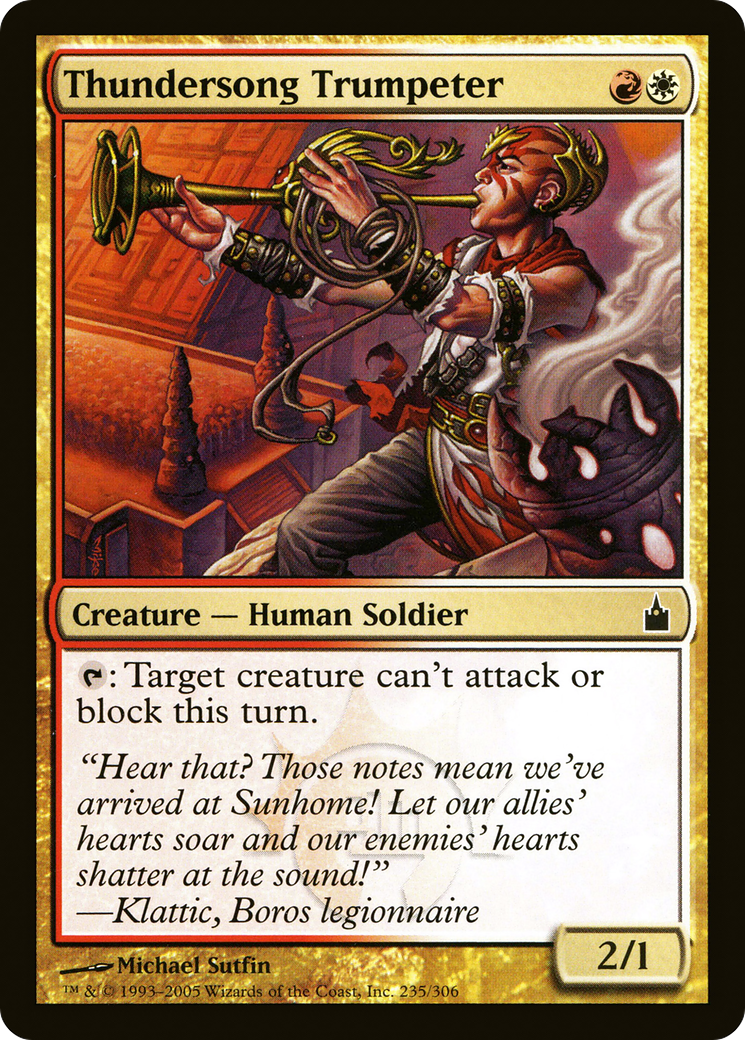 Thundersong Trumpeter
Creature — Human Soldier
: Target creature can't attack or
block this turn.
“Hear that? Those notes mean we've
arrived at Sunhome! Let our allies'
hearts soar and our enemies' hearts
shatter at the sound!”
—Klattic, Boros legionnaire
2/1
Michael Sutfin
™ & © 1993–2005 Wizards of the Coast, Inc. 235/306